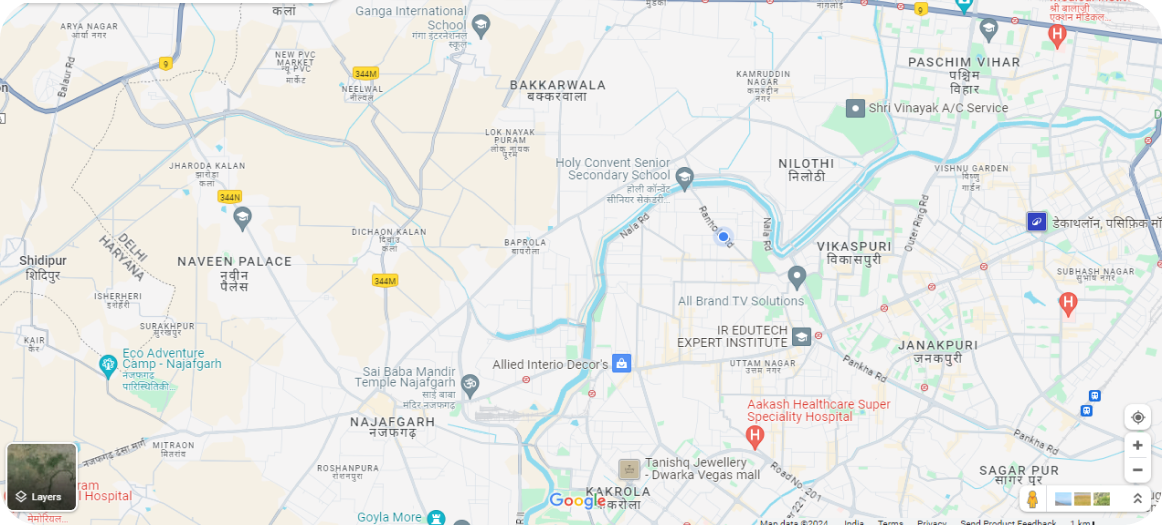 कलां
Ganga International
School
गंगा इंटरनेशनल
स्कूल
मुंडका
नांगलोई
9
श्री बालाजी
एक्शन मेडिकल...
ARYA NAGAR
आर्या नगर
Balaur Rd
9
NEW PVC
MARKET
न्यू PVC
मार्केट
344M
NEELWAL
नीलवाल
BAKKARWALA
बक्करवाला
KAMRUDDIN
NAGAR
कमरुद्दीन
नगर
PASCHIM VIHAR
पश्चिम
विहार
Shri Vinayak A/C Service
LOK NAYAK
PURAM
लोक नायक
पुरम
JHARODA KALAN
झारोड़ा
कलां
344N
Holy Convent Senior
Secondary School
होली कॉन्वेंट
सीनियर सेकंडरी...
NILOTHI
निलोठी
VISHNU GARDEN
विष्णु
गार्डन
Nala Rd
Nala Rd
Outer Ring Rd
डेकाथलॉन, पसिफ़िक मॉ
DELHI
HARYANA
DICHAON KALAN
दिचाउं
कलां
BAPROLA
बापरोला
VIKASPURI
विकासपुरी
Shidipur
शिदिपुर
NAVEEN PALACE
नवीन
पैलेस
344M
SUBHASH NAGAR
सुभाष नगर
ISHERHERI
इशरहेरी
All Brand TV Solutions
SURAKHPUR
सुरखपुर
KAIR
कैर
IR EDUTECH
EXPERT INSTITUTE
JANAKPURI
जनकपुरी
Eco Adventure
Camp - Najafgarh
नेजफगढ़
पारिस्थितिकी...
Allied Interio Decor's
UTTAM NAGAR
उत्तम नगर
Pankha Rd
Sai Baba Mandir
Temple Najafgarh
साई बाबा
मंदिर नजफगढ़
NAJAFGARH
नजफगढ़
Aakash Healthcare Super
Speciality Hospital
Pankha Rd
MITRAON
मितरांव
नजफगढ़ ढंसा मार्ग
ROSHANPURA
रोशनपुरा
Tanishq Jewellery
- Dwarka Vegas mall
Road No. 201
SAGAR PUR
सागर पुर
Layers
l Hospital
मेमोरियल...
KAKROLA
ककरोला
Google
Goyla More
Map data ©2024 India Terms Privacy Send Product Feedback 1 km